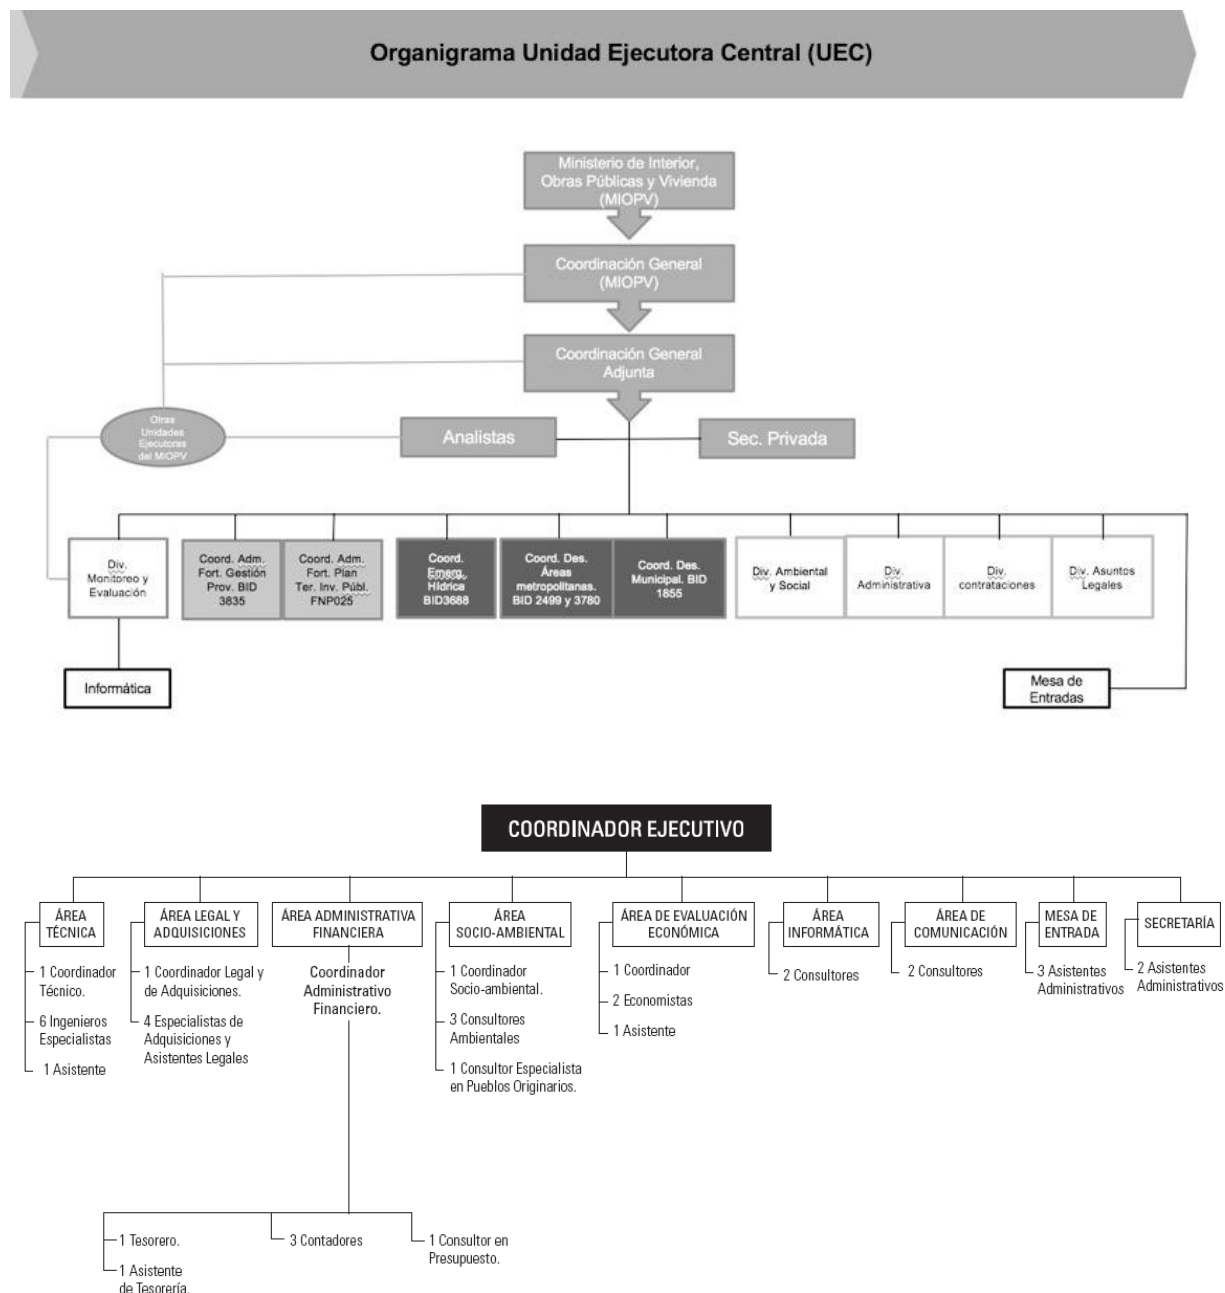 Organigrama Unidad Ejecutora Central (UEC)
Ministerio de Interior,
Obras Públicas y Vivienda
(MIOPV)
Coordinación General
(MIOPV)
Coordinación General
Adjunta
Otras
Unidades
Ejecutoras
del MIOPV
Analistas
Sec. Privada
Div.
Monitoreo y
Evaluación
Coord. Adm.
Fort. Gestión
Prov. BID
3835
Coord. Adm.
Fort. Plan
Ter. Inv. Públ.
FNP025
Coord.
Emerg.
Hídrica
BID3688
Coord. Des.
Áreas
metropolitanas.
BID 2499 y 3780
Coord. Des.
Municipal. BID
1855
Div. Ambiental
y Social
Div.
Administrativa
Div.
contrataciones
Div. Asuntos
Legales
Informática
Mesa de
Entradas
COORDINADOR EJECUTIVO
ÁREA
TÉCNICA
1 Coordinador
Técnico.
6 Ingenieros
Especialistas
1 Asistente
ÁREA LEGAL Y
ADQUISICIONES
1 Coordinador Legal y
de Adquisiciones.
4 Especialistas de
Adquisiciones y
Asistentes Legales
ÁREA ADMINISTRATIVA
FINANCIERA
Coordinador
Administrativo
Financiero.
ÁREA
SOCIO-AMBIENTAL
1 Coordinador
Socio-ambiental.
3 Consultores
Ambientales
1 Consultor Especialista
en Pueblos Originarios.
ÁREA DE EVALUACIÓN
ECONÓMICA
1 Coordinador
2 Economistas
1 Asistente
ÁREA
INFORMÁTICA
2 Consultores
ÁREA DE
COMUNICACIÓN
2 Consultores
MESA DE
ENTRADA
3 Asistentes
Administrativos
SECRETARÍA
2 Asistentes
Administrativos
1 Tesorero.
1 Asistente
de Tesorería.
3 Contadores
1 Consultor en
Presupuesto.